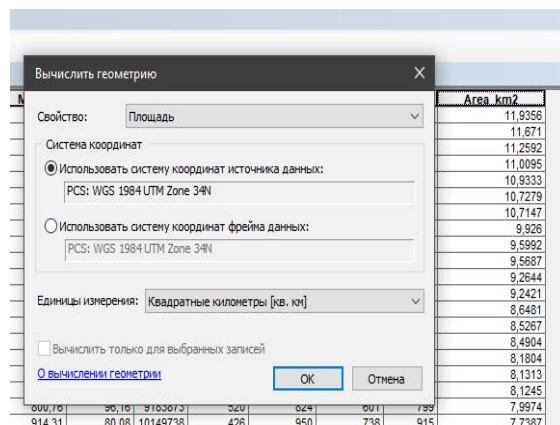 Вычислить геометрию
Area_km2
Свойство: Площадь
11,9356
11,671
Система координат
11,2592
Использовать систему координат источника данных:
11,0095
10,9333
PCS: WGS 1984 UTM Zone 34N
10,7279
10,7147
Использовать систему координат фрейма данных:
9,926
PCS: WGS 1984 UTM Zone 34N
9,5992
9,5687
9,2644
Единицы измерения: Квадратные километры [кв. км]
9,2421
8,6481
8,5267
Вычислить только для выбранных записей
8,4904
8,1804
О вычислении геометрии
ОК Отмена
8,1313
8,1245
800,76 96,16 9183873 520 824 601 799 7,9974
914,31 80,08 10149738 426 950 738 915 7,7387